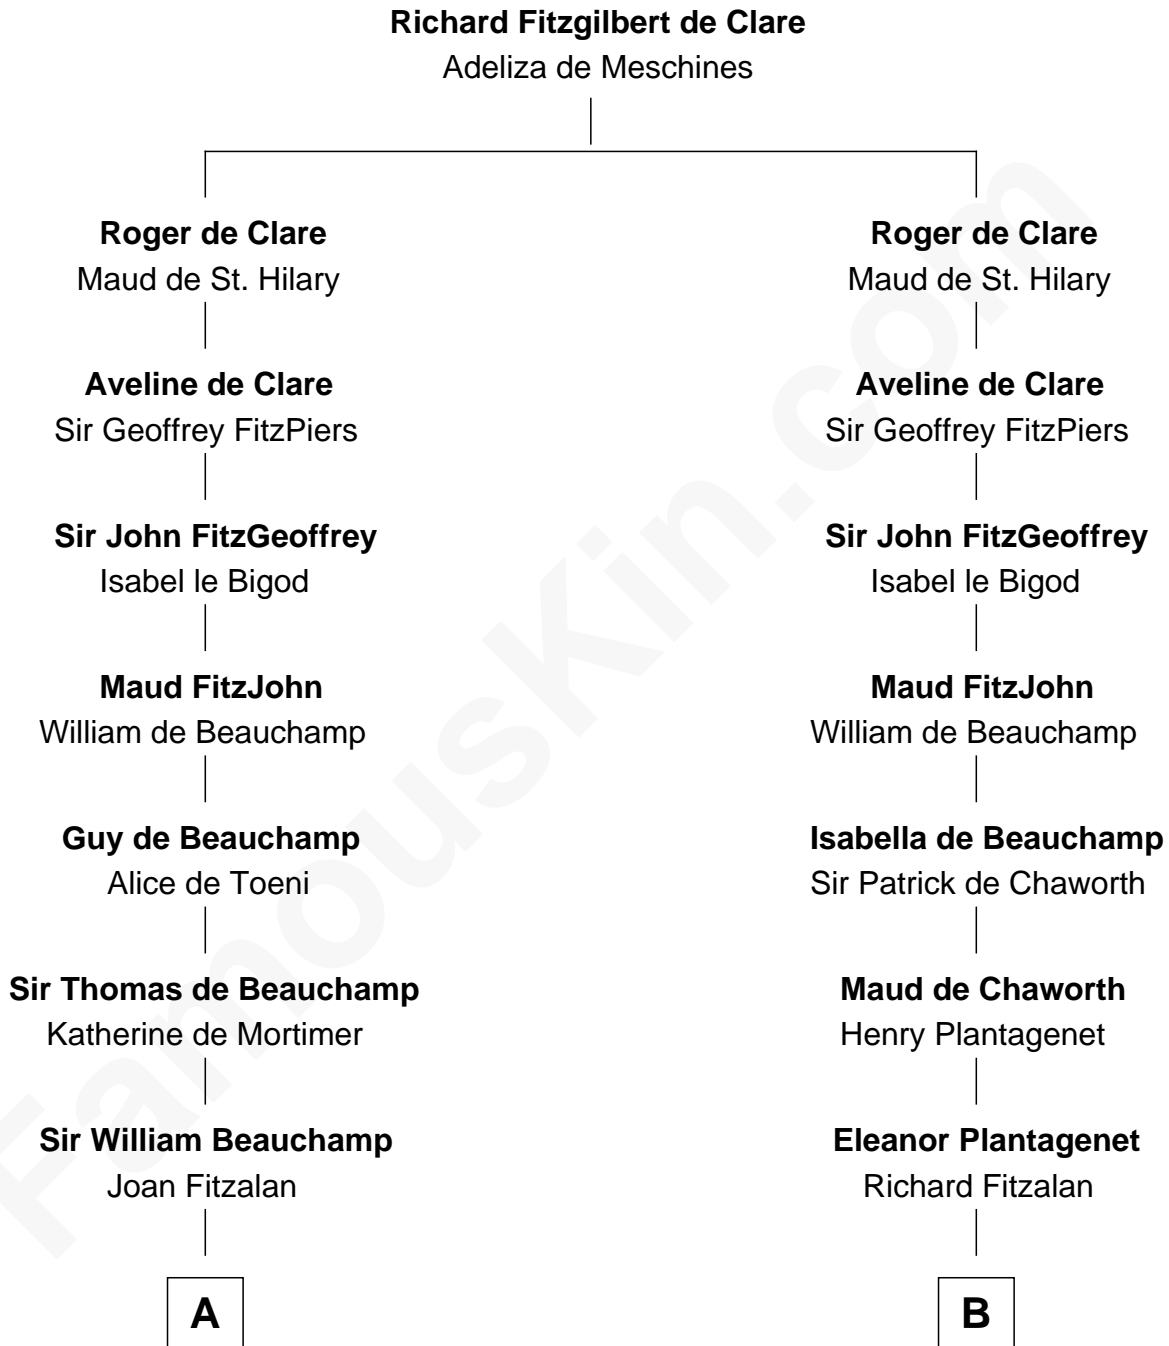 Richard Fitzgilbert de Clare
Adeliza de Meschines
Roger de Clare
Maud de St. Hilary
Aveline de Clare
Sir Geoffrey FitzPiers
Sir John FitzGeoffrey
Isabel le Bigod
Maud FitzJohn
William de Beauchamp
Guy de Beauchamp
Alice de Toeni
Sir Thomas de Beauchamp
Katherine de Mortimer
Sir William Beauchamp
Joan Fitzalan
A
Roger de Clare
Maud de St. Hilary
Aveline de Clare
Sir Geoffrey FitzPiers
Sir John FitzGeoffrey
Isabel le Bigod
Maud FitzJohn
William de Beauchamp
Isabella de Beauchamp
Sir Patrick de Chaworth
Maud de Chaworth
Henry Plantagenet
Eleanor Plantagenet
Richard Fitzalan
B
FamousKin.com